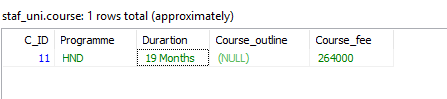 staf_uni.course: 1 rows total (approximately)
C_ID Programme Durartion Course_outline Course_fee
11 HND 19 Months (NULL) 264000